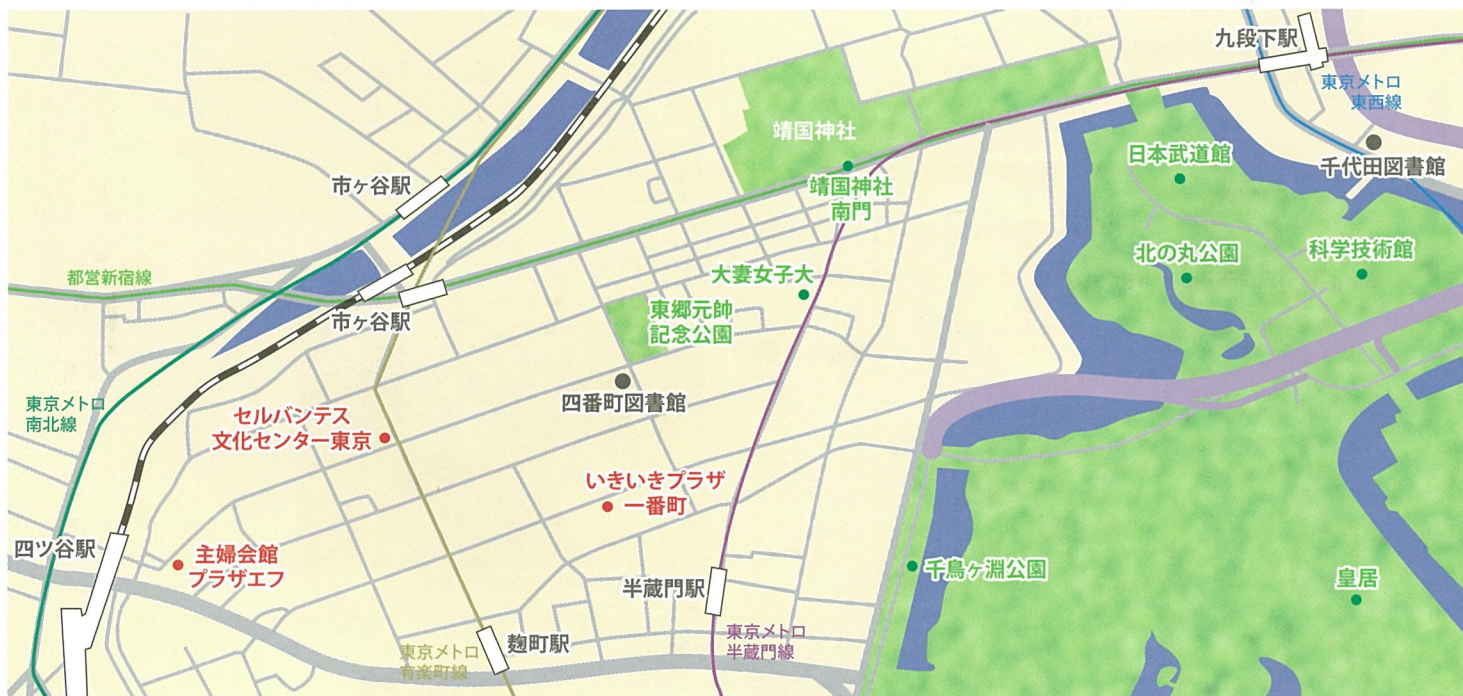 九段下駅
東京メトロ
東西線
靖国神社
千代田図書館
日本武道館
市ヶ谷駅
靖国神社
南門
北の丸公園
科学技術館
都営新宿線
大妻女子大
市ヶ谷駅
東郷元帥
記念公園
東京メトロ
南北線
四番町図書館
セルバンテス
文化センター東京
いきいきプラザ
一番町
四ツ谷駅
主婦会館
プラザエフ
半蔵門駅
千鳥ヶ淵公園
皇居
東京メトロ
半蔵門線
麹町駅
東京メトロ
有楽町線